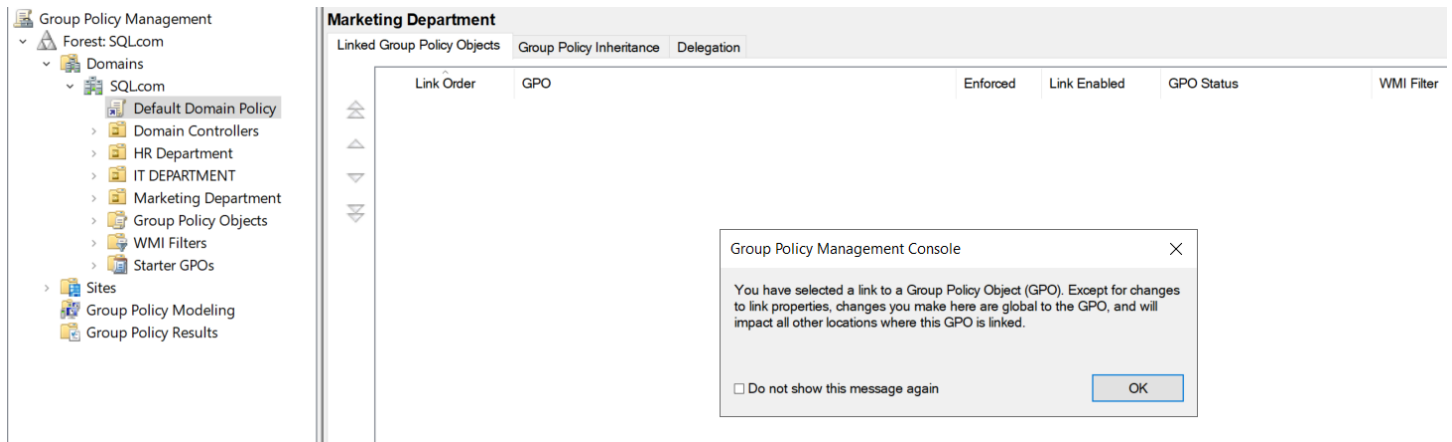 Group Policy Management
Forest: SQL.com
Domains
SQL.com
Default Domain Policy
Domain Controllers
HR Department
IT DEPARTMENT
Marketing Department
Group Policy Objects
WMI Filters
Starter GPOs
Sites
Group Policy Modeling
Group Policy Results
Marketing Department
Linked Group Policy Objects Group Policy Inheritance Delegation
Link Order GPO Enforced Link Enabled GPO Status WMI Filter
Group Policy Management Console
You have selected a link to a Group Policy Object (GPO). Except for changes
to link properties, changes you make here are global to the GPO, and will
impact all other locations where this GPO is linked.
Do not show this message again
OK